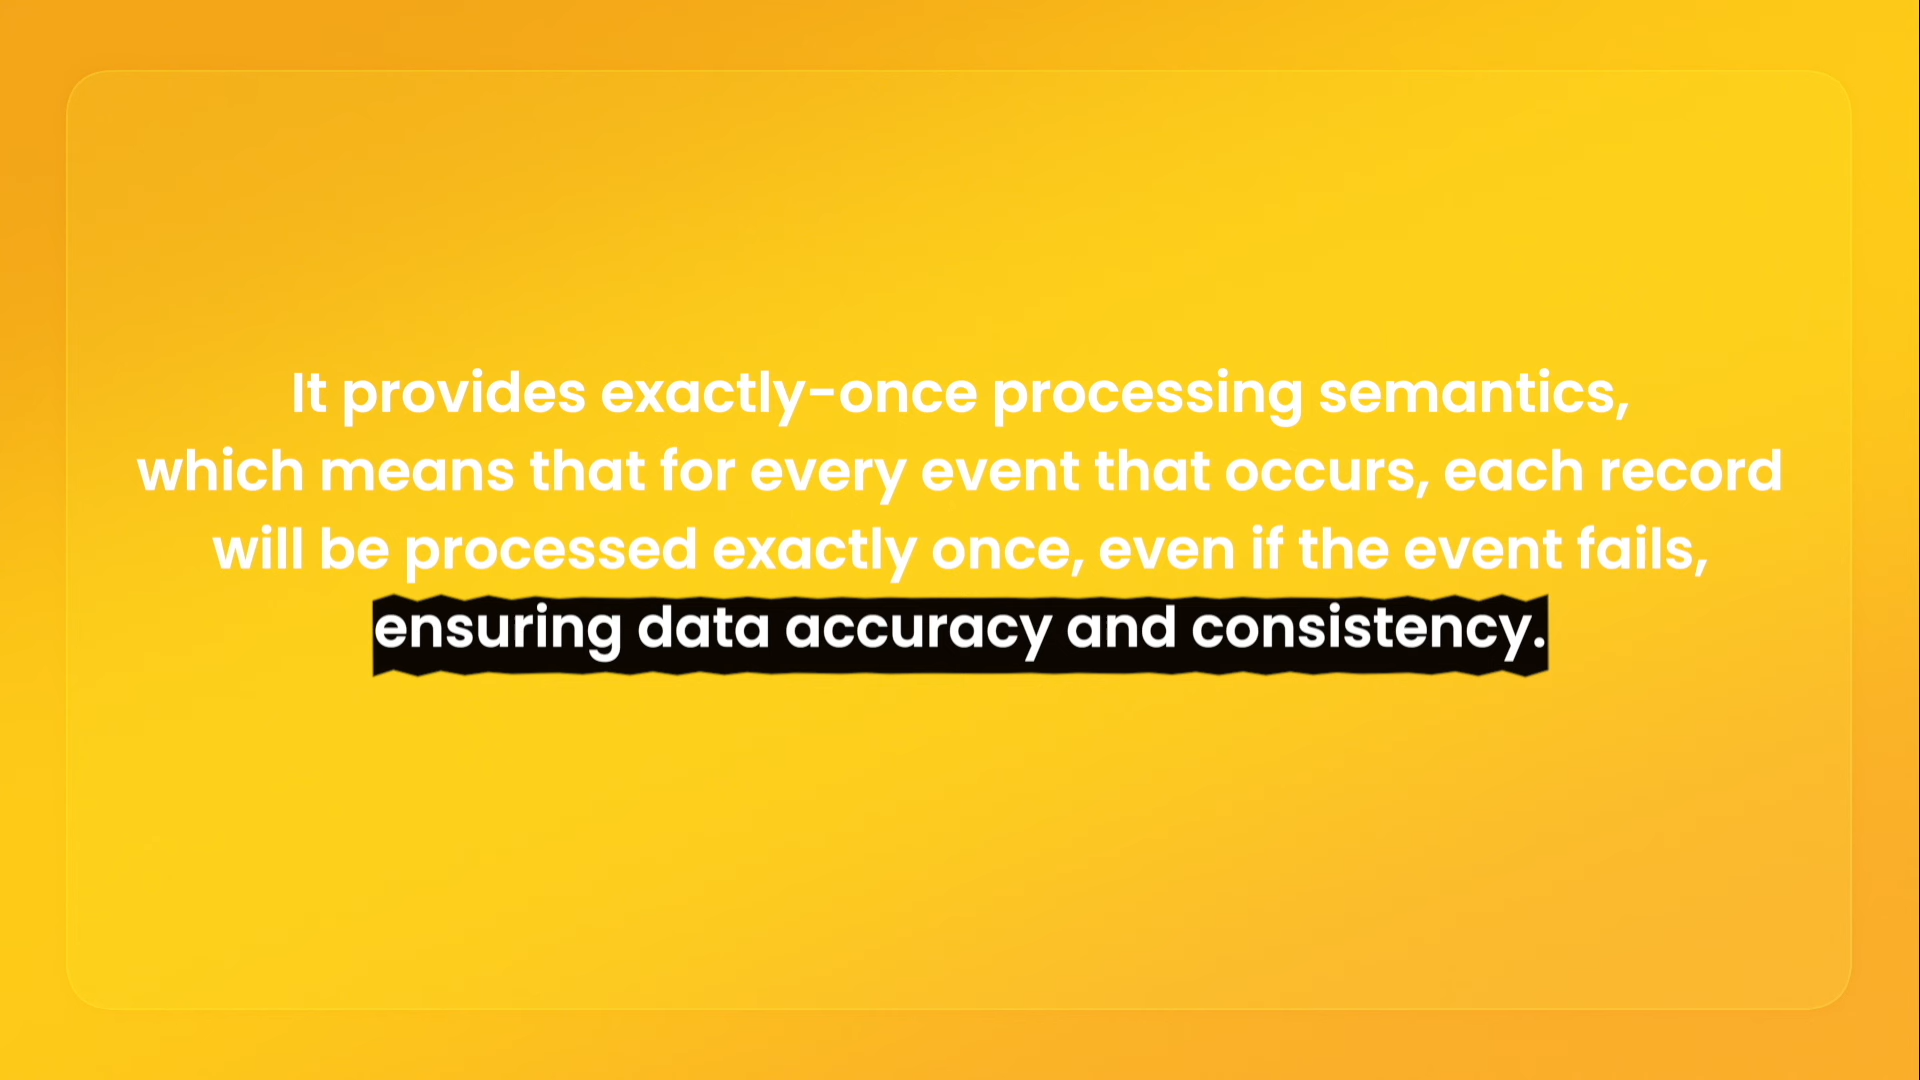 It provides exactly-once processing semantics,
which means that for every event that occurs, each record
will be processed exactly once, even if the event fails,
ensuring data accuracy and consistency.